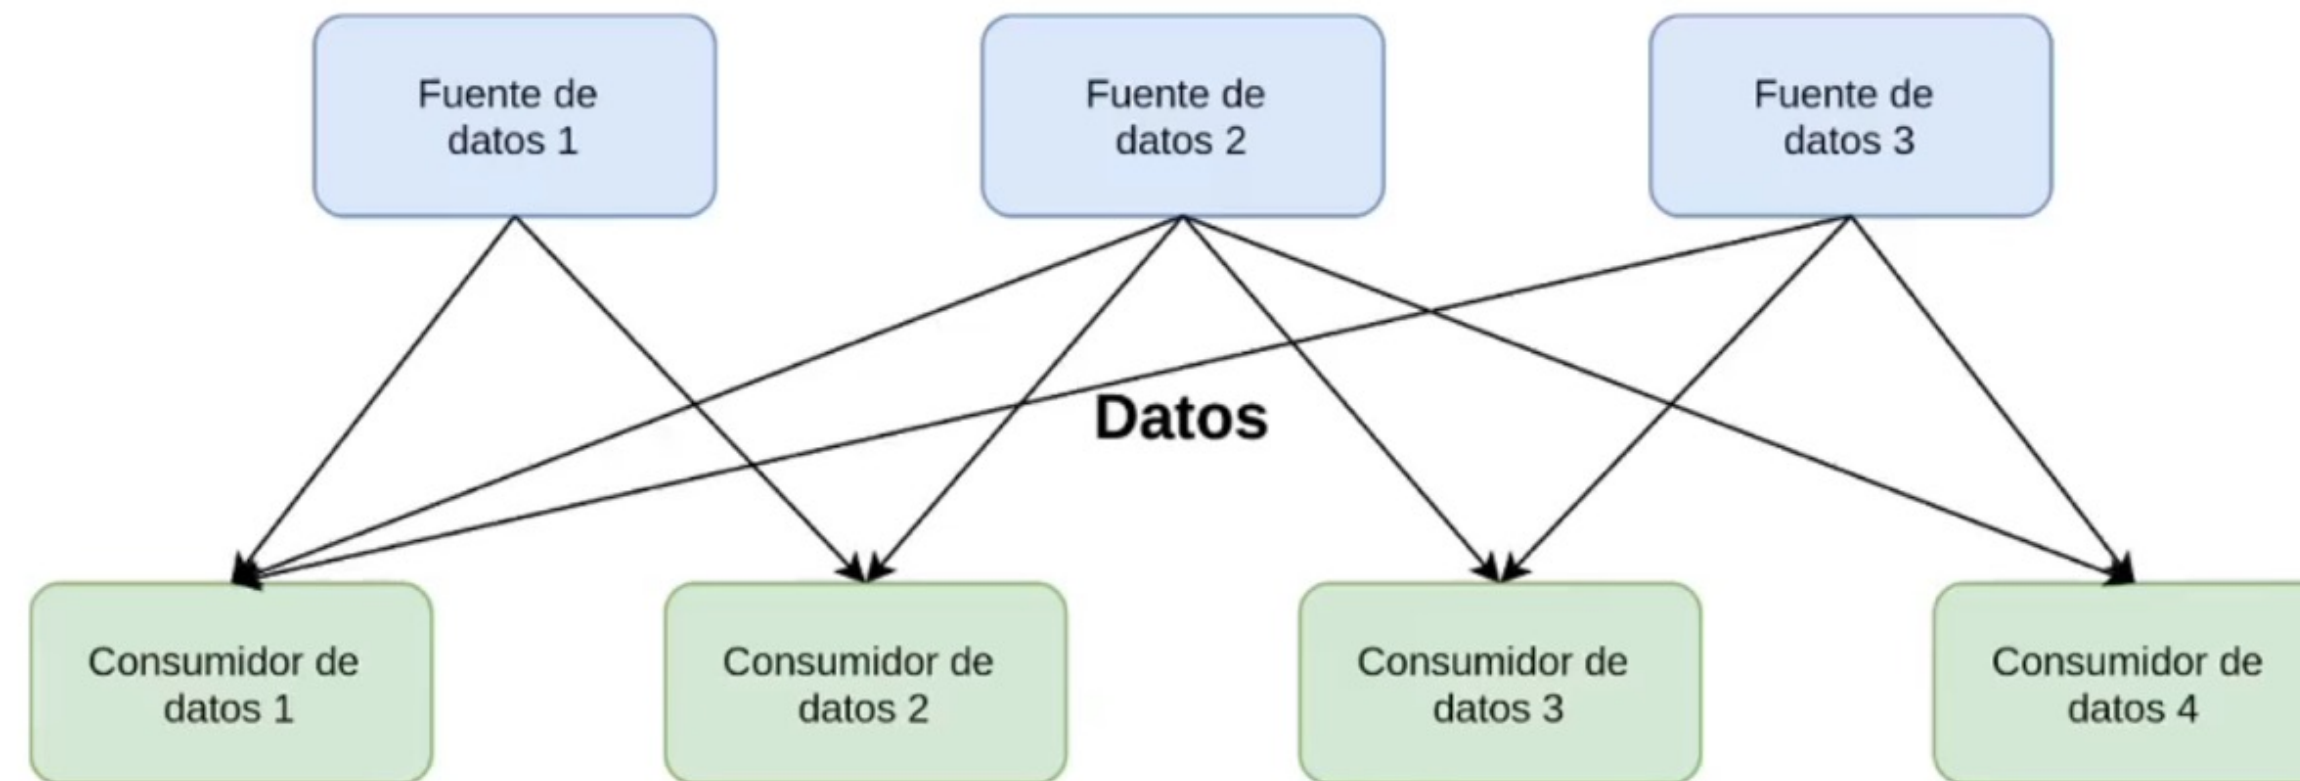 Fuente de
datos 1
Fuente de
datos 2
Fuente de
datos 3
Datos
Consumidor de
datos 1
Consumidor de
datos 2
Consumidor de
datos 3
Consumidor de
datos 4